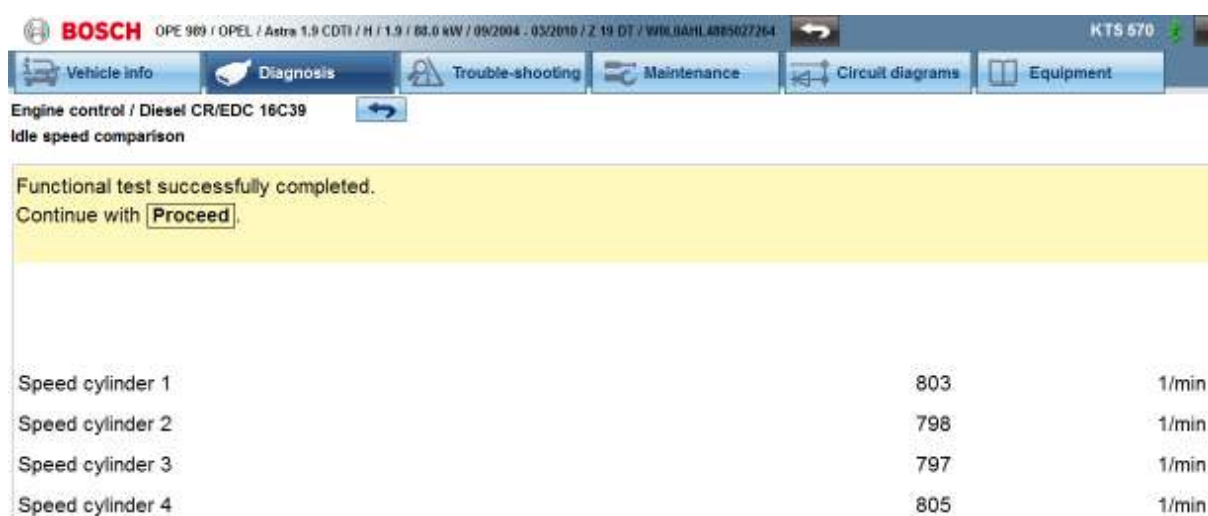 BOSCH OPE 989 / OPEL / Astra 1.9 CDTI / H / 1.9 / 88.0 kW / 09/2004 - 03/2010 / Z 19 DT / KTS 570
Vehicle info Diagnosis Trouble-shooting Maintenance Circuit diagrams Equipment
Engine control / Diesel CR/EDC 16C39
Idle speed comparison
Functional test successfully completed.
Continue with Proceed.
Speed cylinder 1 803 1/min
Speed cylinder 2 798 1/min
Speed cylinder 3 797 1/min
Speed cylinder 4 805 1/min